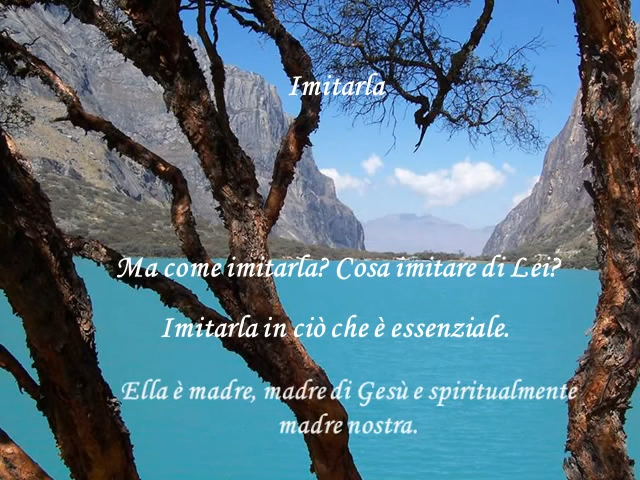 Imitarla
Ma come imitarla? Cosa imitare di Lei?
Imitarla in ciò che è essenziale.
Ella è madre, madre di Gesù e spiritualmente
madre nostra.